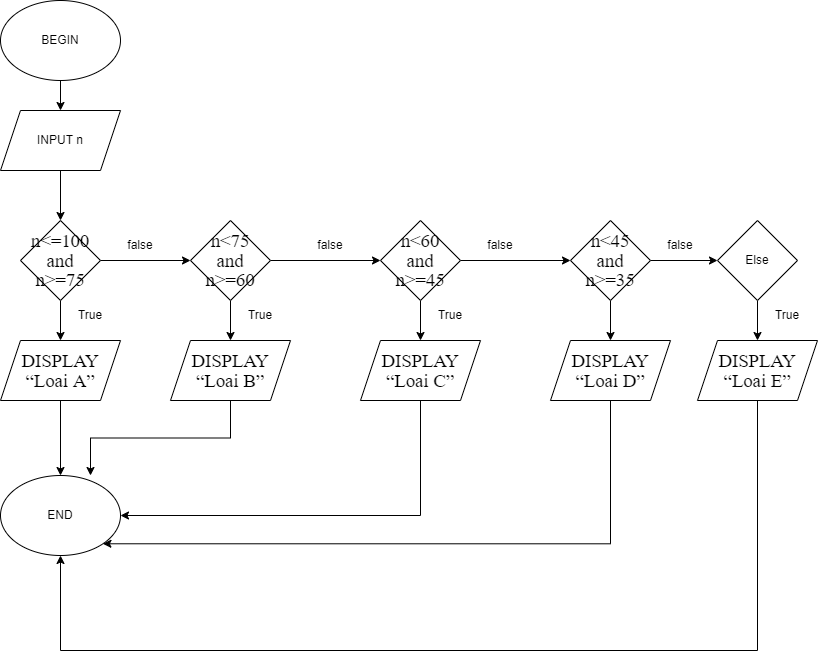 BEGIN
INPUT n
n<=100
and
n>=75
false
n<75
and
n>=60
false
n<60
and
n>=45
false
n<45
and
n>=35
false
Else
True
True
True
True
DISPLAY
“Loai A”
DISPLAY
“Loai B”
DISPLAY
“Loai C”
DISPLAY
“Loai D”
DISPLAY
“Loai E”
END